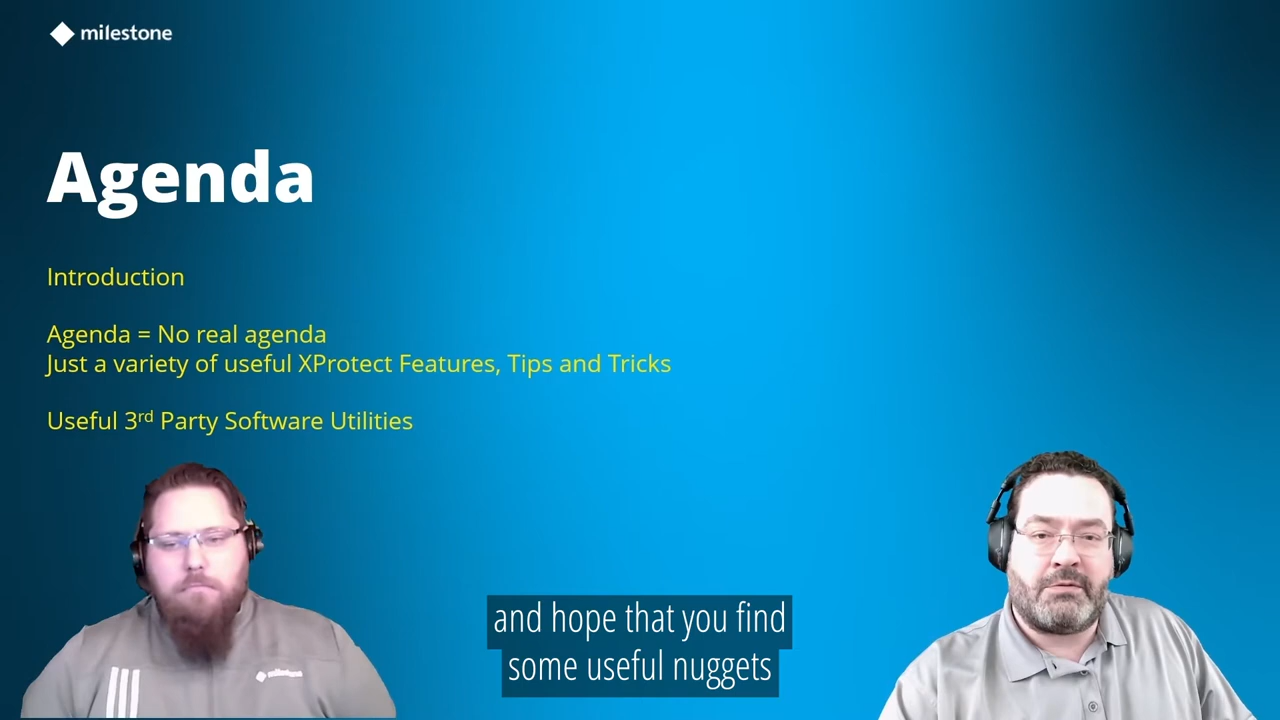 milestone
Agenda
Introduction
Agenda = No real agenda
Just a variety of useful XProtect Features, Tips and Tricks
Useful 3rd Party Software Utilities
milestone
and hope that you find
some useful nuggets